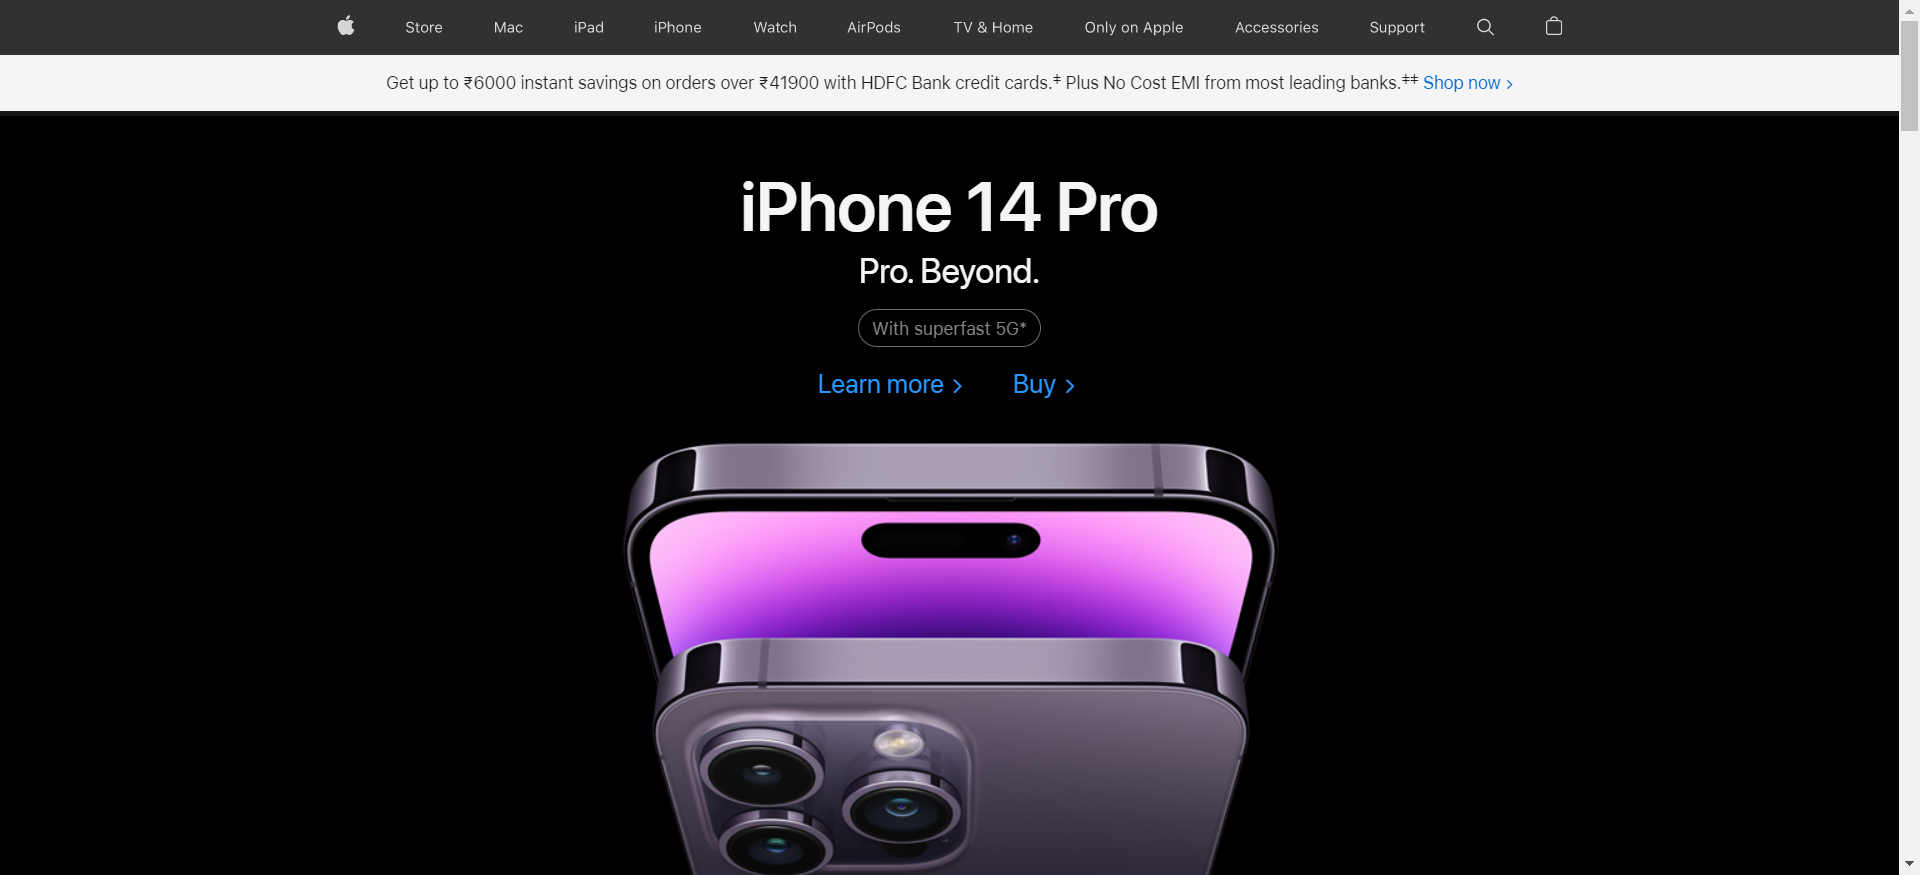 Store Mac iPad iPhone Watch AirPods TV & Home Only on Apple Accessories Support
Get up to ₹6000 instant savings on orders over ₹41900 with HDFC Bank credit cards.‡ Plus No Cost EMI from most leading banks.‡‡ Shop now >
iPhone 14 Pro
Pro. Beyond.
With superfast 5G*
Learn more > Buy >